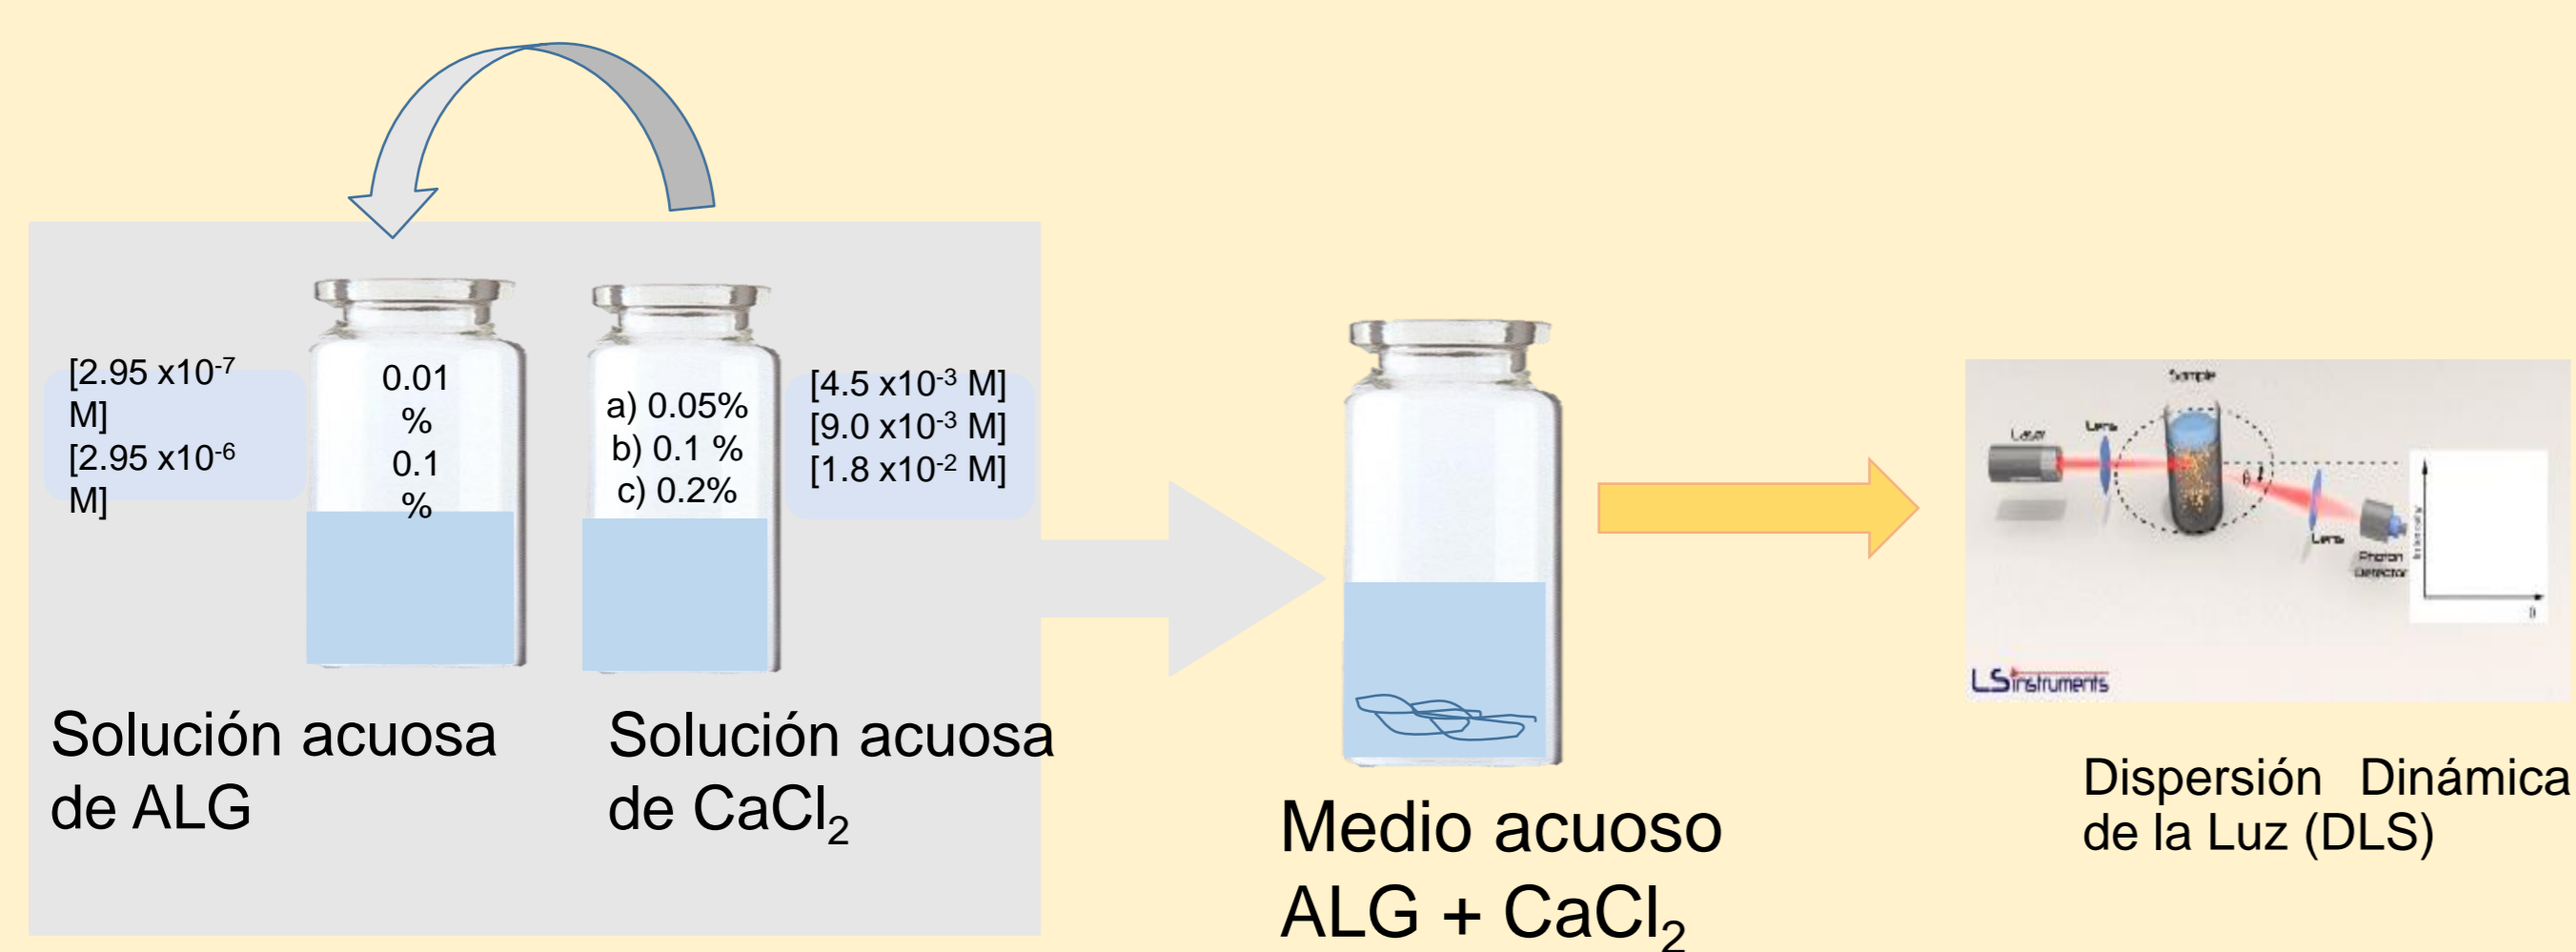 [2.95 x10⁻⁷
M]
[2.95 x10⁻⁶
M]
0.01
%
0.1
%
a) 0.05%
b) 0.1 %
c) 0.2%
[4.5 x10⁻³ M]
[9.0 x10⁻³ M]
[1.8 x10⁻² M]
Solución acuosa
de ALG
Solución acuosa
de CaCl₂
Medio acuoso
ALG + CaCl₂
Sample
Laser
Lens
θ
Lens
Photon
Detector
Intensity
LSinstruments
Dispersión Dinámica
de la Luz (DLS)